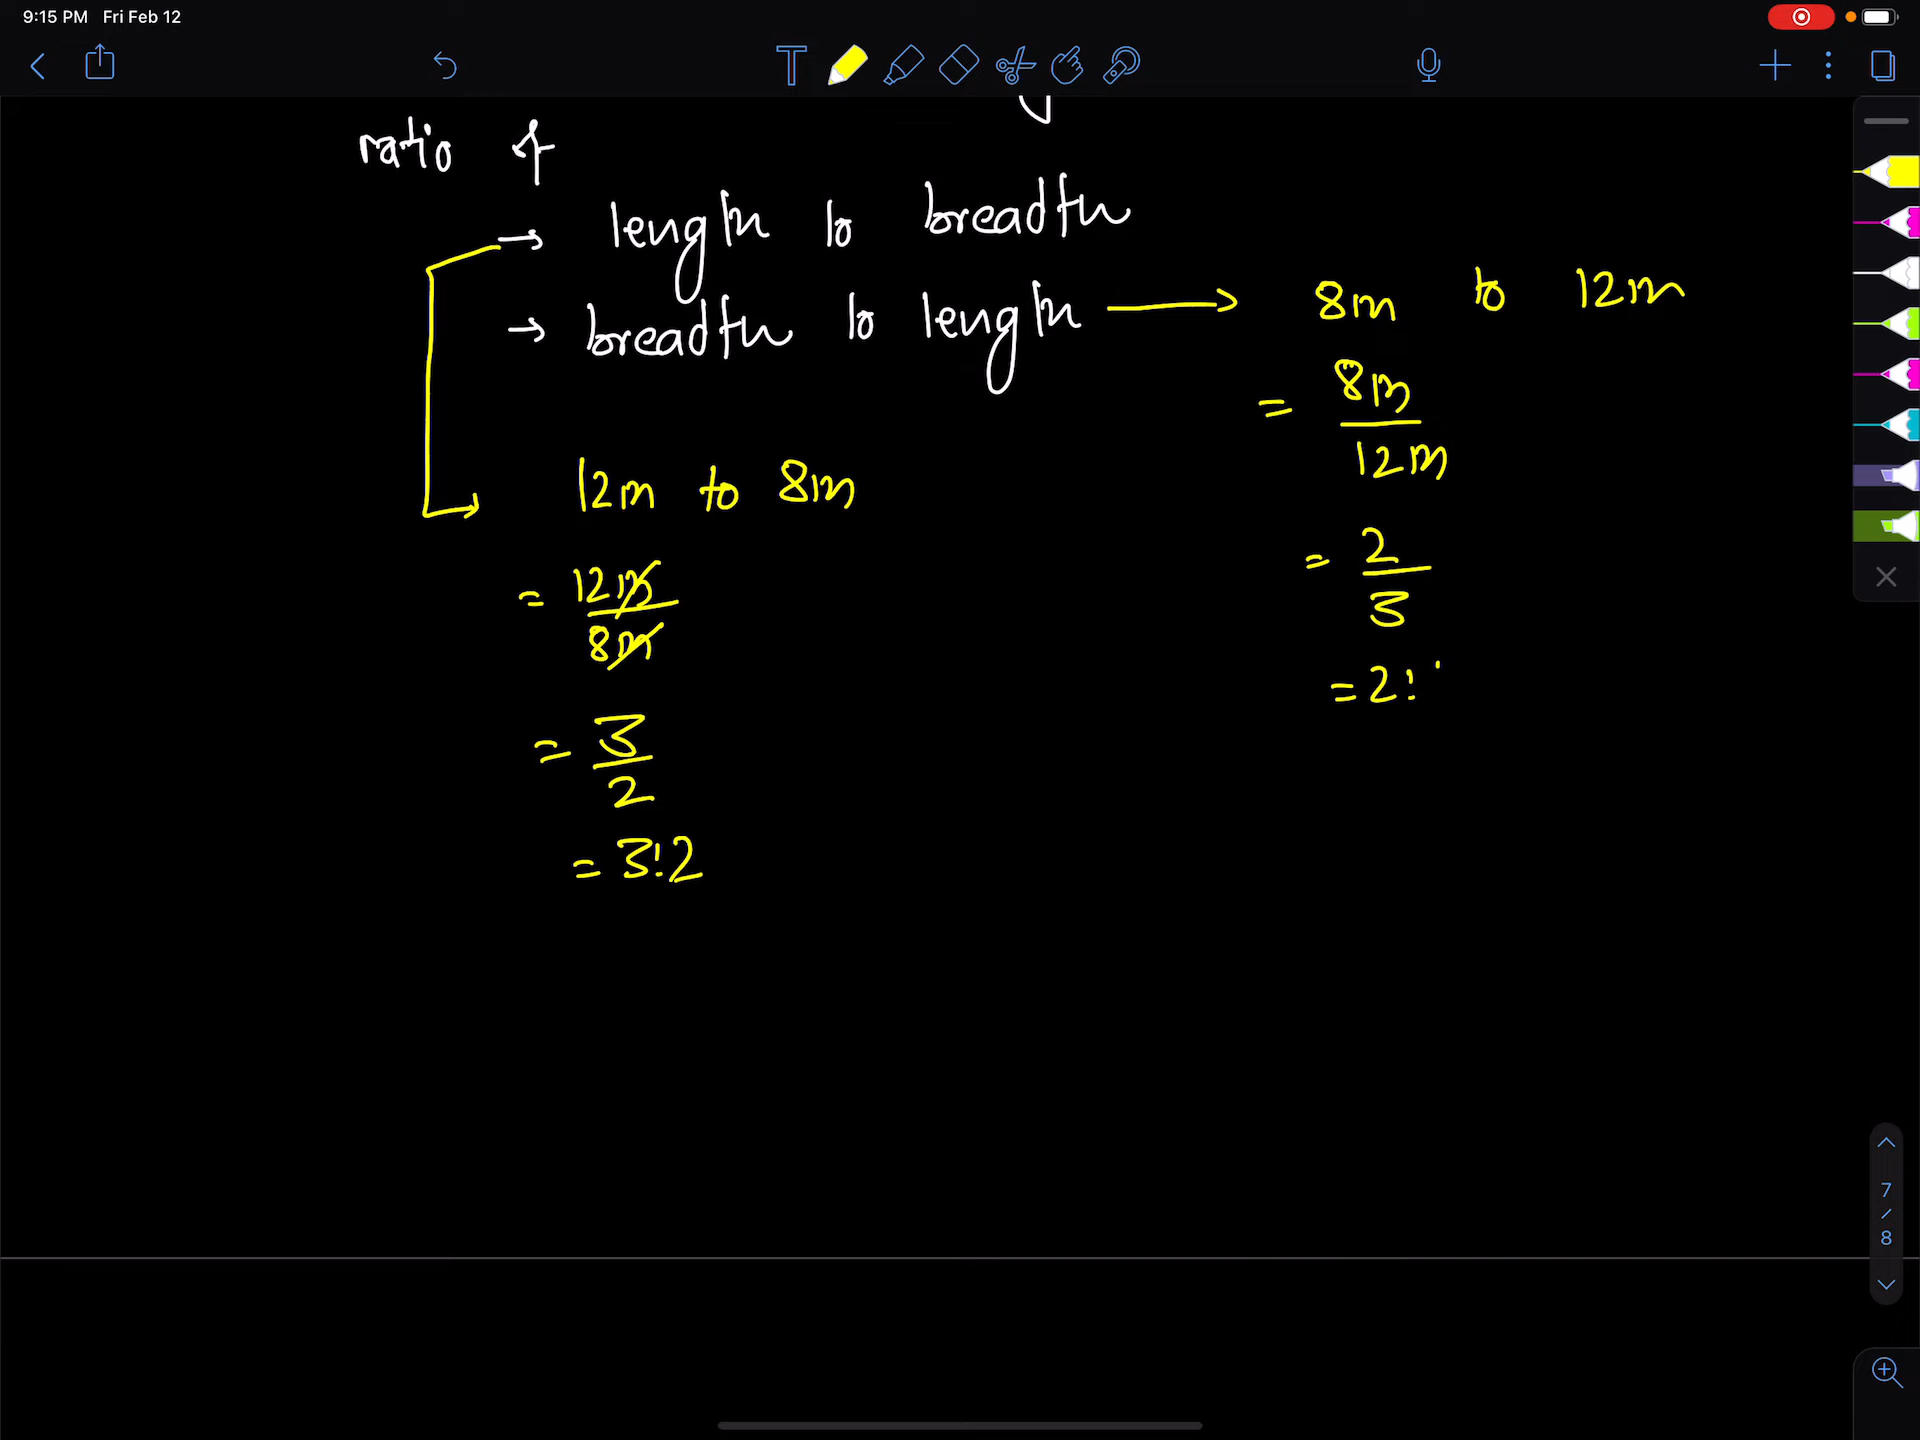 9:15 PM Fri Feb 12
ratio of
→ length to breadth
→ breadth to length → 8m to 12m
= 8m
12m
12m to 8m
= 2
3
= 12m
8m
= 2:
= 3
2
= 3:2
7
/
8